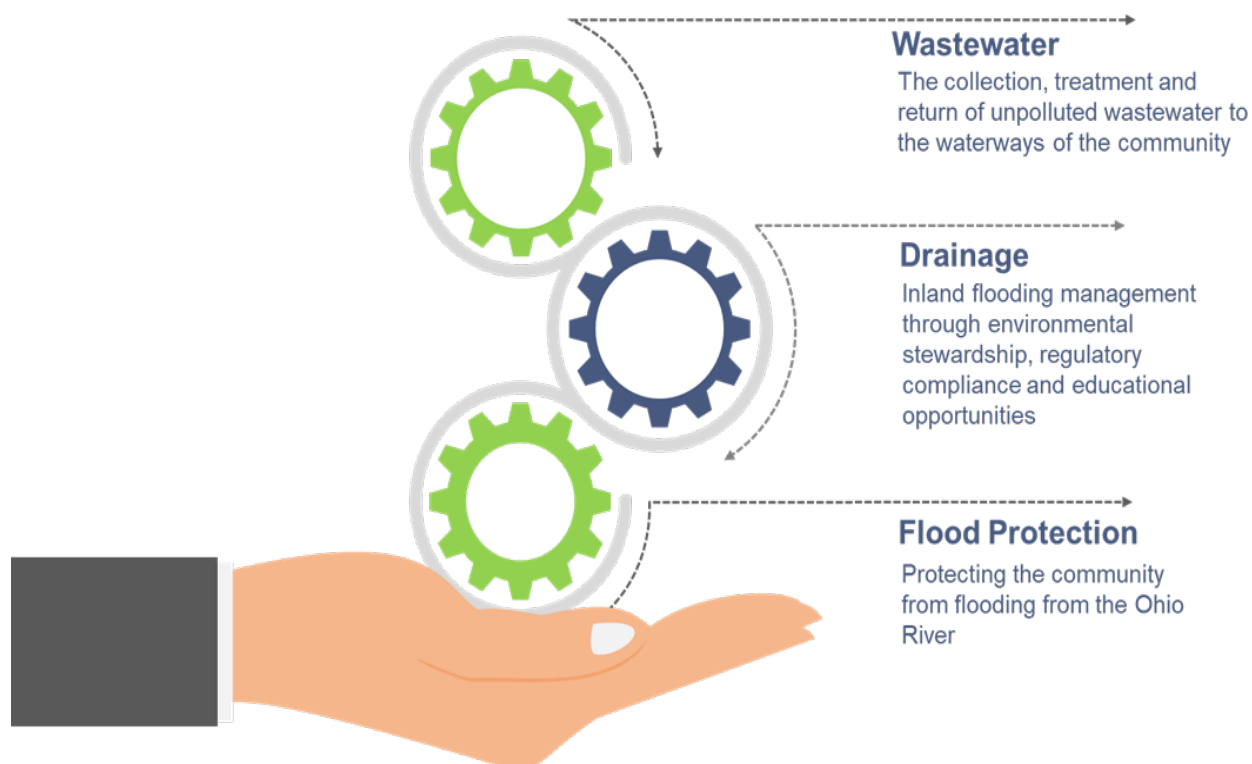 Wastewater
The collection, treatment and
return of unpolluted wastewater to
the waterways of the community
Drainage
Inland flooding management
through environmental
stewardship, regulatory
compliance and educational
opportunities
Flood Protection
Protecting the community
from flooding from the Ohio
River